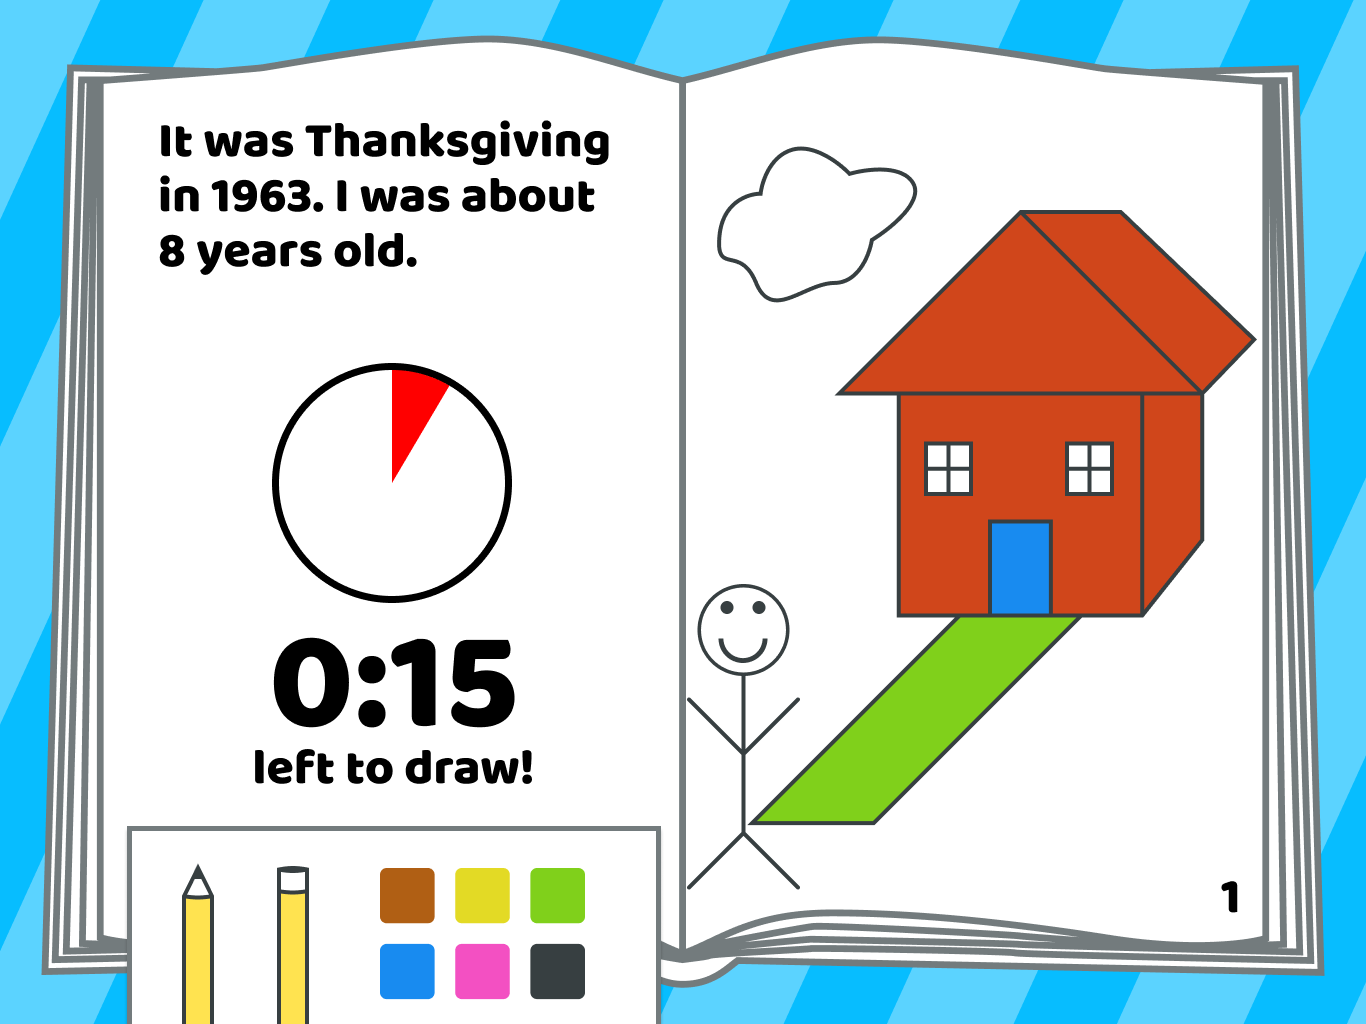 It was Thanksgiving
in 1963. I was about
8 years old.
0:15
left to draw!
1